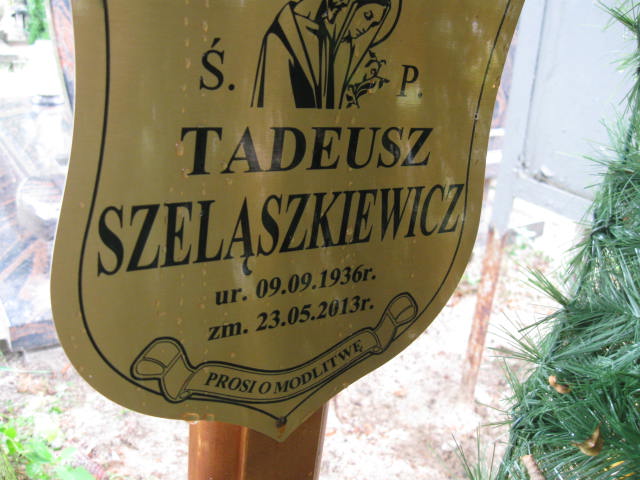 Ś. P.
TADEUSZ
SZELĄSZKIEWICZ
ur. 09.09.1936r.
zm. 23.05.2013r.
PROSI O MODLITWĘ